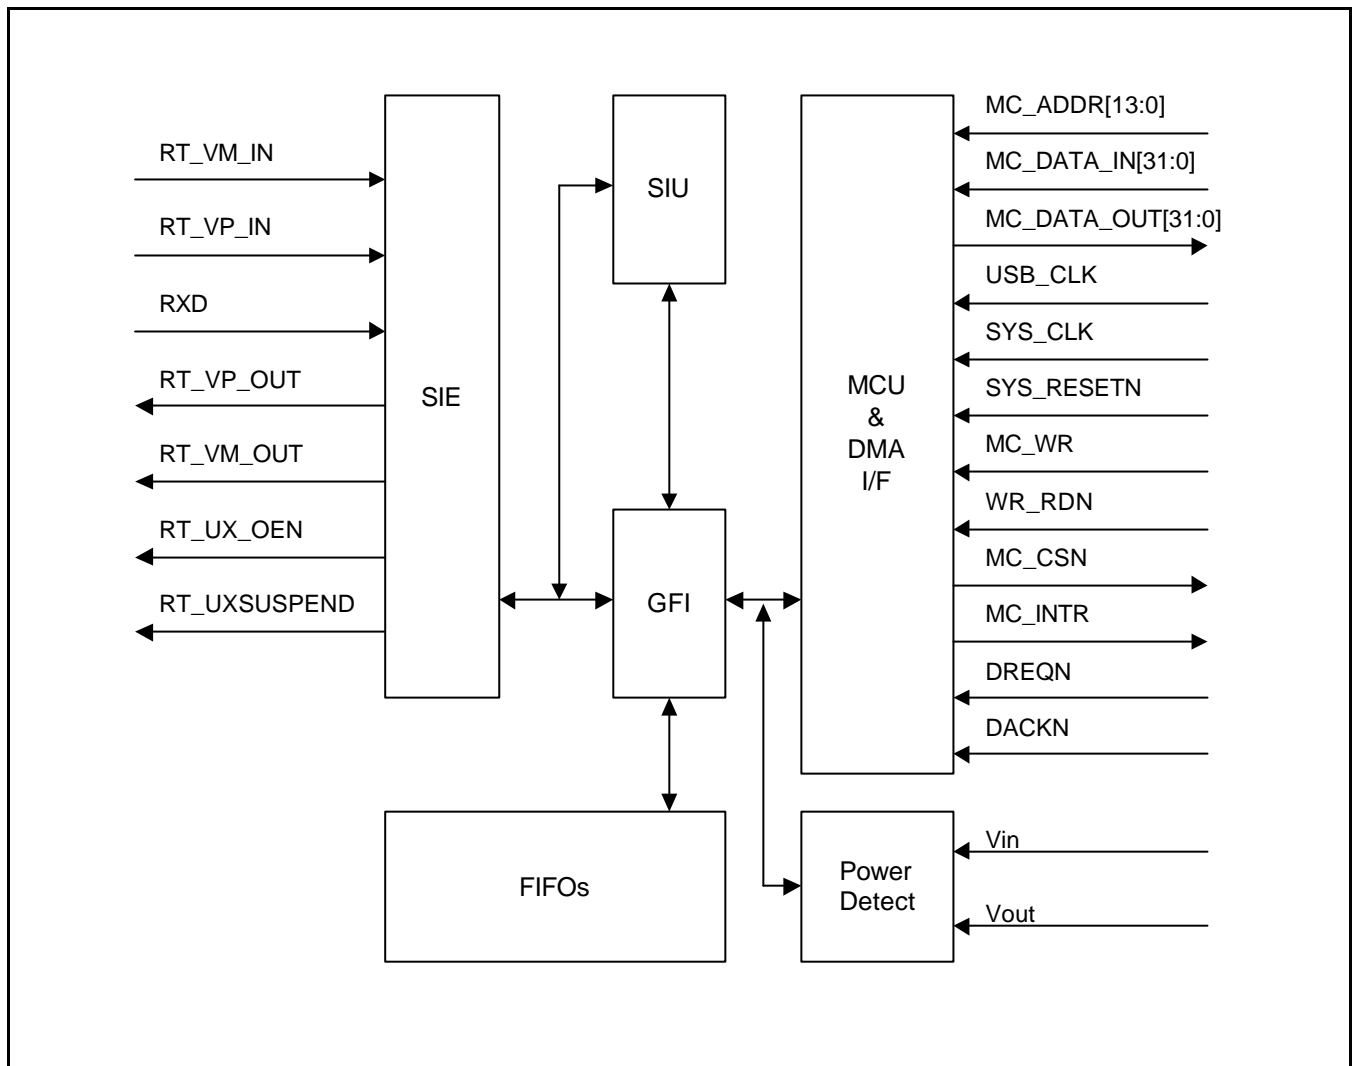 RT_VM_IN
RT_VP_IN
RXD
RT_VP_OUT
RT_VM_OUT
RT_UX_OEN
RT_UXSUSPEND
SIE
SIU
GFI
FIFOs
MCU
&
DMA
I/F
Power
Detect
MC_ADDR[13:0]
MC_DATA_IN[31:0]
MC_DATA_OUT[31:0]
USB_CLK
SYS_CLK
SYS_RESETN
MC_WR
WR_RDN
MC_CSN
MC_INTR
DREQN
DACKN
Vin
Vout